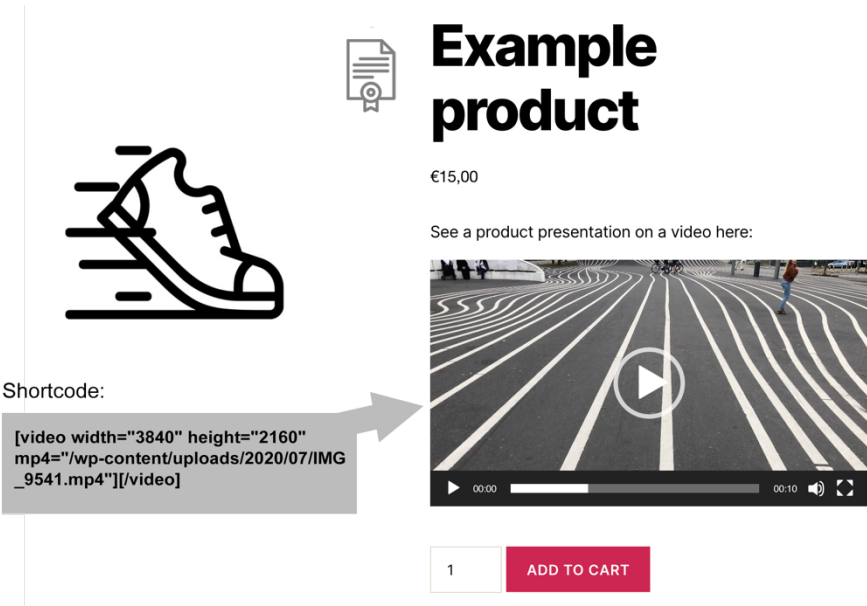 Example
product
€15,00
See a product presentation on a video here:
Shortcode:
[video width="3840" height="2160"
mp4="/wp-content/uploads/2020/07/IMG
_9541.mp4"][/video]
00:00
00:10
1
ADD TO CART